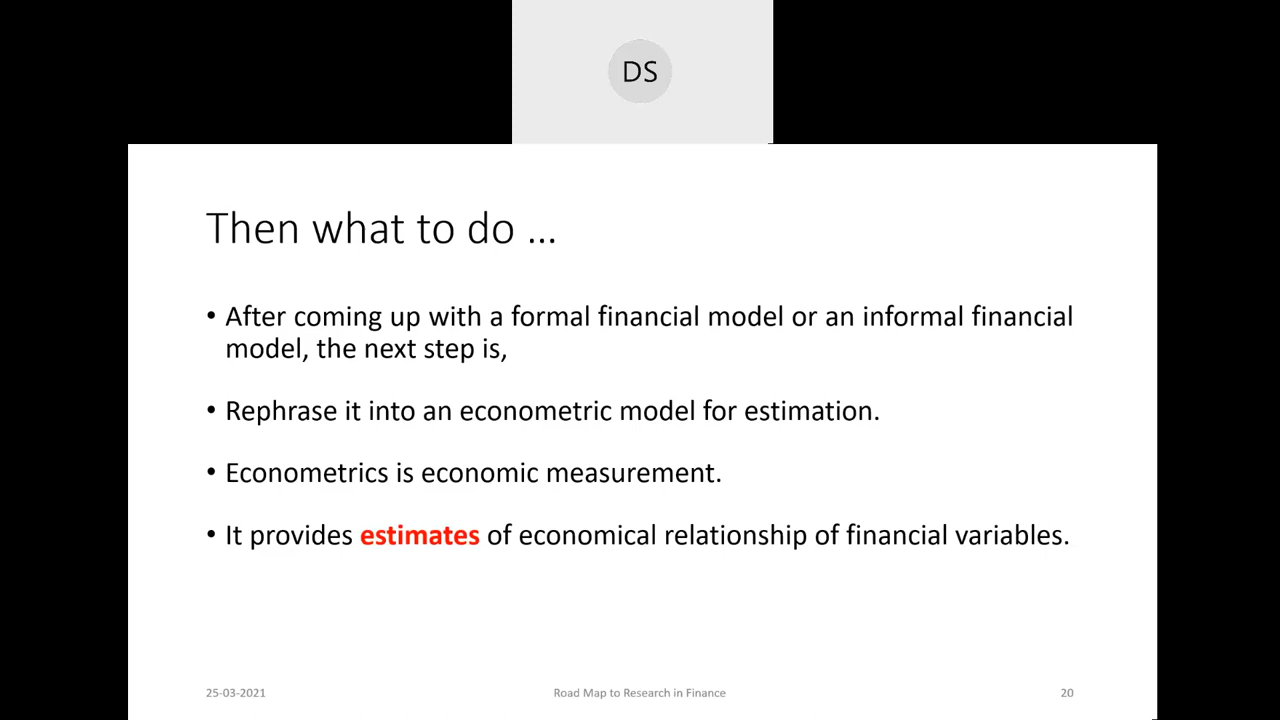 DS
Then what to do ...
• After coming up with a formal financial model or an informal financial
model, the next step is,
• Rephrase it into an econometric model for estimation.
• Econometrics is economic measurement.
• It provides estimates of economical relationship of financial variables.
25-03-2021
Road Map to Research in Finance
20